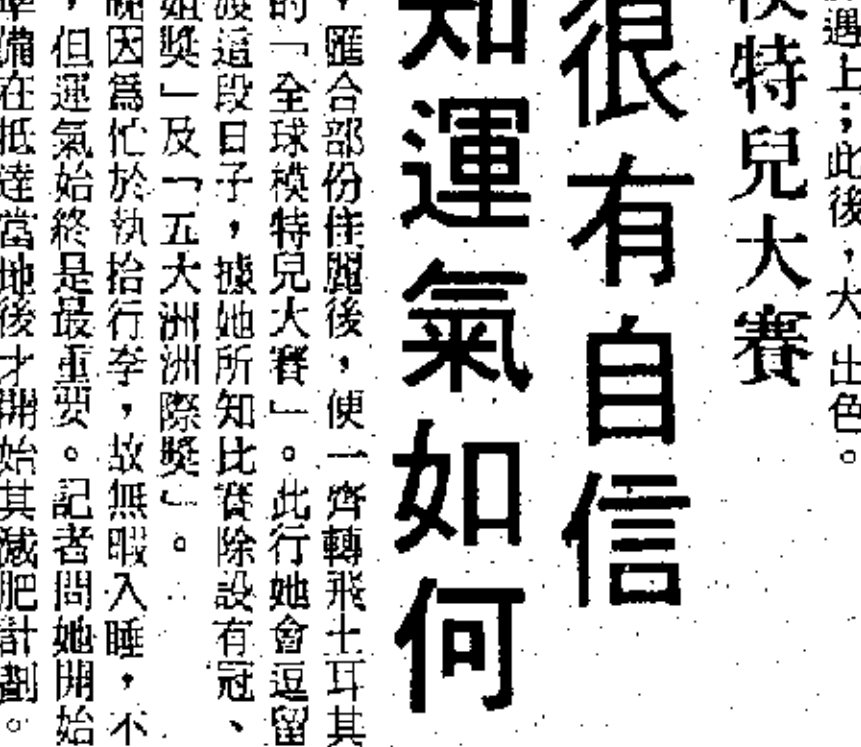 遇上；此後，大出色。
模特兒大賽
很有自信
知運氣如何
，匯合部份佳麗後，便一齊轉飛土耳其
的「全球模特兒大賽」。此行她會逗留
渡這段日子，據她所知比賽除設有冠、
姐獎」及「五大洲洲際獎」。
晚因爲忙於執拾行李，故無暇入睡，不
，但運氣始終是最重要。記者問她開始
準備在抵達當地後才開始其減肥計劃。